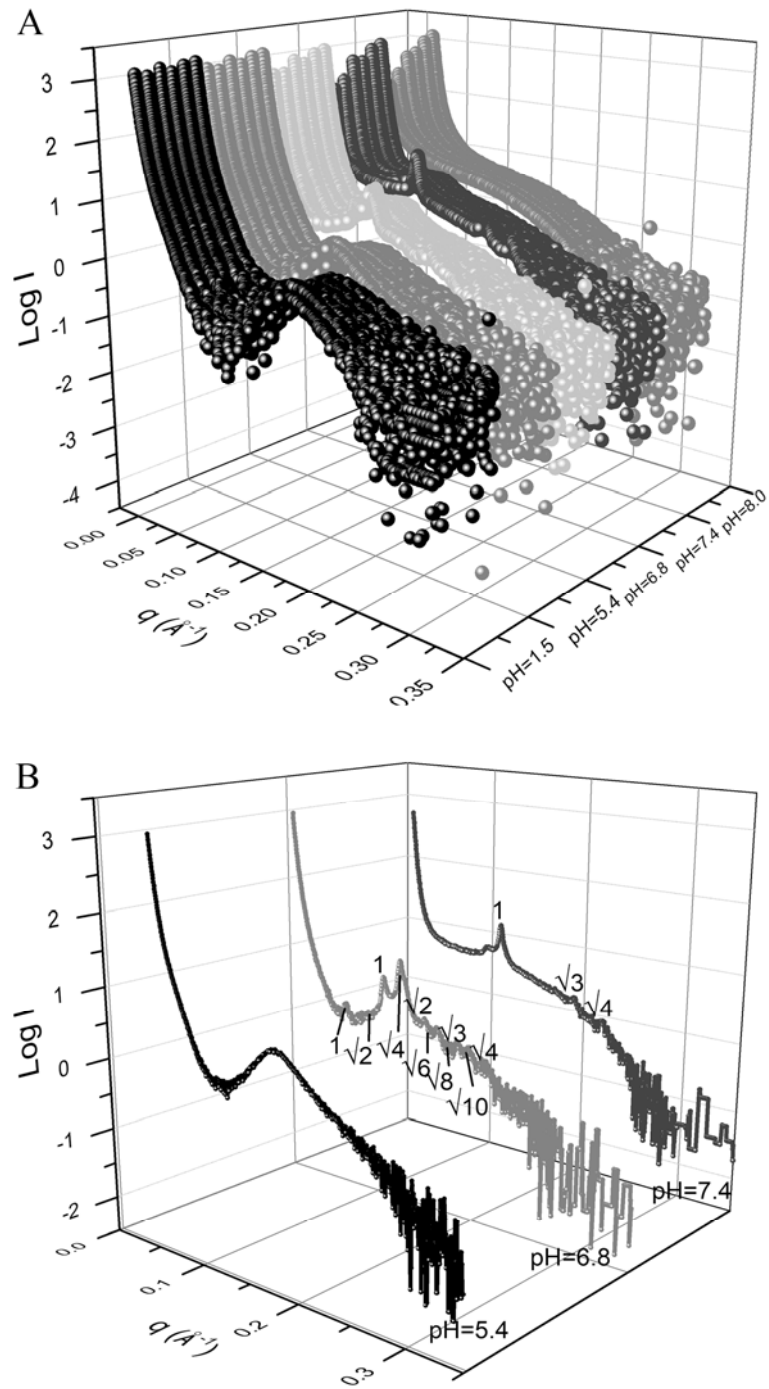 A
3
2
1
0
-1
-2
-3
-4
Log I
0.00
0.05
0.10
0.15
0.20
0.25
0.30
0.35
q (Å⁻¹)
pH=1.5
pH=5.4
pH=6.8
pH=7.4
pH=8.0
B
3
2
1
0
-1
-2
Log I
0.0
0.1
0.2
0.3
q (Å⁻¹)
1
1
1
√2
√4
√2
√6
√3
√8
√4
√10
√3
√4
pH=7.4
pH=6.8
pH=5.4